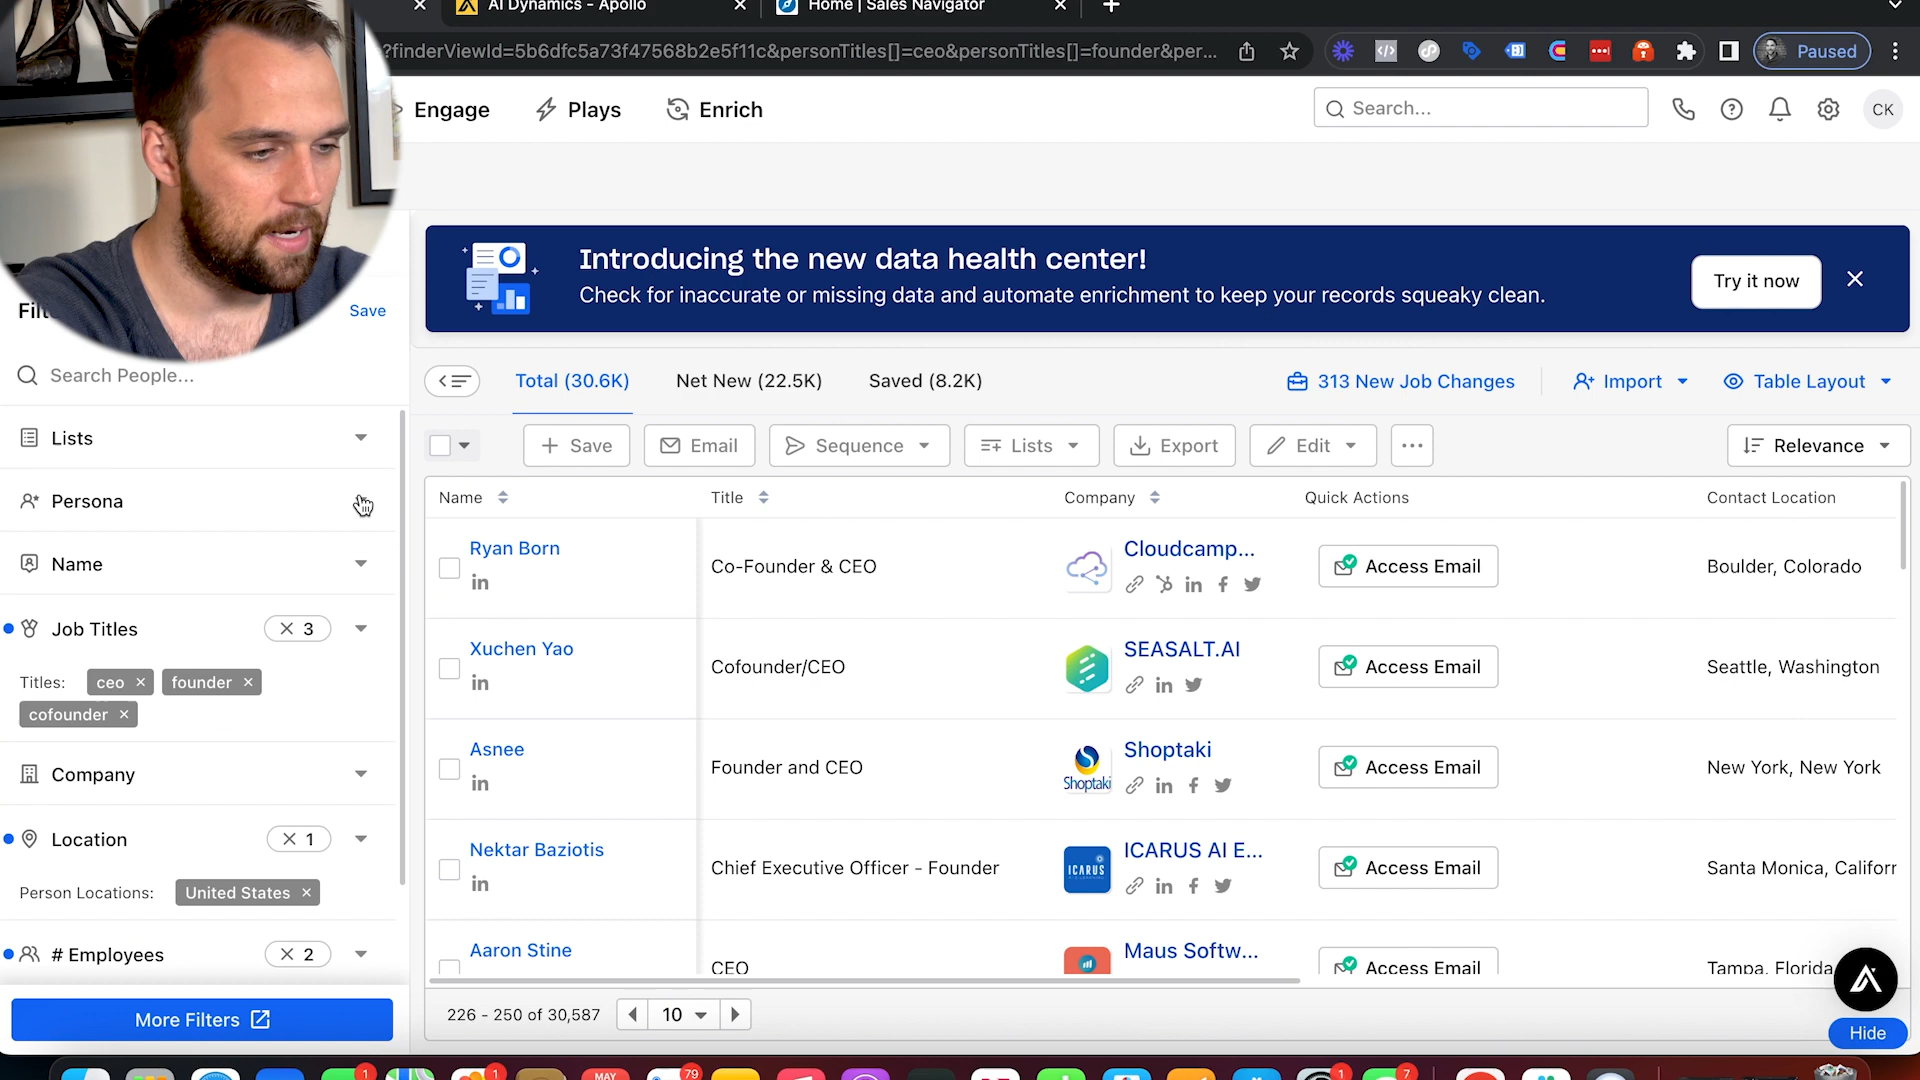 AI Dynamics - Apollo
Home | Sales Navigator
?finderViewId=5b6dfc5a73f47568b2e5f11c&personTitles[]=ceo&personTitles[]=founder&per...
Paused
Engage
Plays
Enrich
Search...
CK
Introducing the new data health center!
Check for inaccurate or missing data and automate enrichment to keep your records squeaky clean.
Try it now
Save
Search People...
Total (30.6K)
Net New (22.5K)
Saved (8.2K)
313 New Job Changes
Import
Table Layout
Lists
Persona
Name
Job Titles
3
Titles:
ceo
founder
cofounder
Company
Location
1
Person Locations:
United States
# Employees
2
More Filters
Save
Email
Sequence
Lists
Export
Edit
Relevance
Name
Title
Company
Quick Actions
Contact Location
Ryan Born
Co-Founder & CEO
Cloudcamp...
Access Email
Boulder, Colorado
Xuchen Yao
Cofounder/CEO
SEASALT.AI
Access Email
Seattle, Washington
Asnee
Founder and CEO
Shoptaki
Shoptaki
Access Email
New York, New York
Nektar Baziotis
Chief Executive Officer - Founder
ICARUS
ICARUS AI E...
Access Email
Santa Monica, Californ
Aaron Stine
CEO
Maus Softw...
Access Email
Tampa, Florida
226 - 250 of 30,587
10
Hide
1
1
MAY
79
1
7